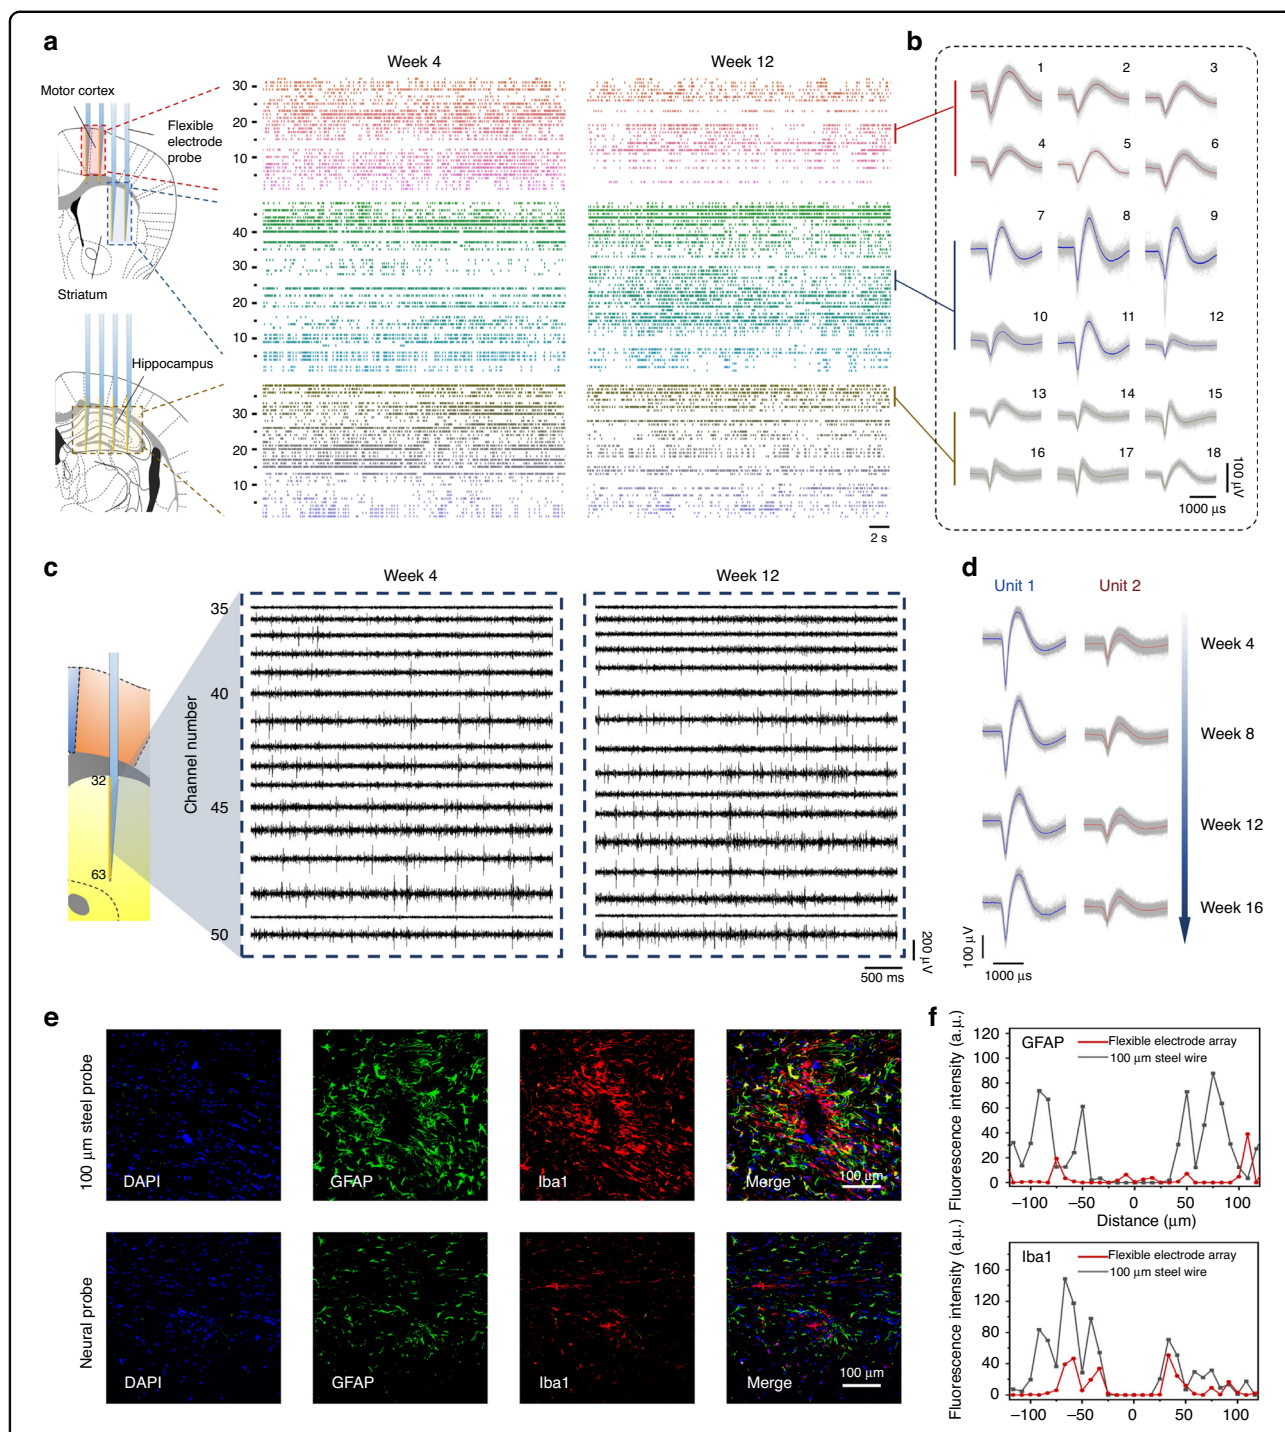 a
Week 4
Week 12
Motor cortex
Flexible
electrode
probe
30
20
10
40
30
20
10
Striatum
Hippocampus
30
20
10
2 s
b
1
2
3
4
5
6
7
8
9
10
11
12
13
14
15
16
17
18
100 μV
1000 μs
c
Week 4
Week 12
Channel number
35
40
45
50
32
63
200 μV
500 ms
d
Unit 1
Unit 2
Week 4
Week 8
Week 12
Week 16
100 μV
1000 μs
e
100 μm steel probe
DAPI
GFAP
Iba1
Merge
100 μm
Neural probe
DAPI
GFAP
Iba1
Merge
100 μm
f
Fluorescence intensity (a.u.)
120
100
80
60
40
20
0
GFAP
Flexible electrode array
100 μm steel wire
−100
−50
0
50
100
Distance (μm)
Fluorescence intensity (a.u.)
160
120
80
40
0
Iba1
Flexible electrode array
100 μm steel wire
−100
−50
0
50
100